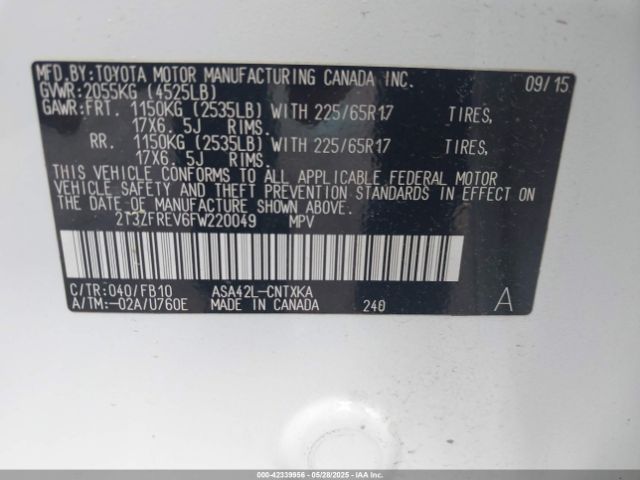 MFD.BY:TOYOTA MOTOR MANUFACTURING CANADA INC. 09/15
GVWR:2055KG (4525LB)
GAWR:FRT. 1150KG (2535LB) WITH 225/65R17 TIRES,
17X6. 5J RIMS.
RR. 1150KG (2535LB) WITH 225/65R17 TIRES,
17X6. 5J RIMS.
THIS VEHICLE CONFORMS TO ALL APPLICABLE FEDERAL MOTOR
VEHICLE SAFETY AND THEFT PREVENTION STANDARDS IN EFFECT ON
THE DATE OF MANUFACTURE SHOWN ABOVE.
2T3ZFREV6FW220049 MPV
C/TR:040/FB10 ASA42L-CNTXKA
A/TM:-02A/U760E MADE IN CANADA 240 A
000-42339956 - 05/28/2025 - IAA Inc.